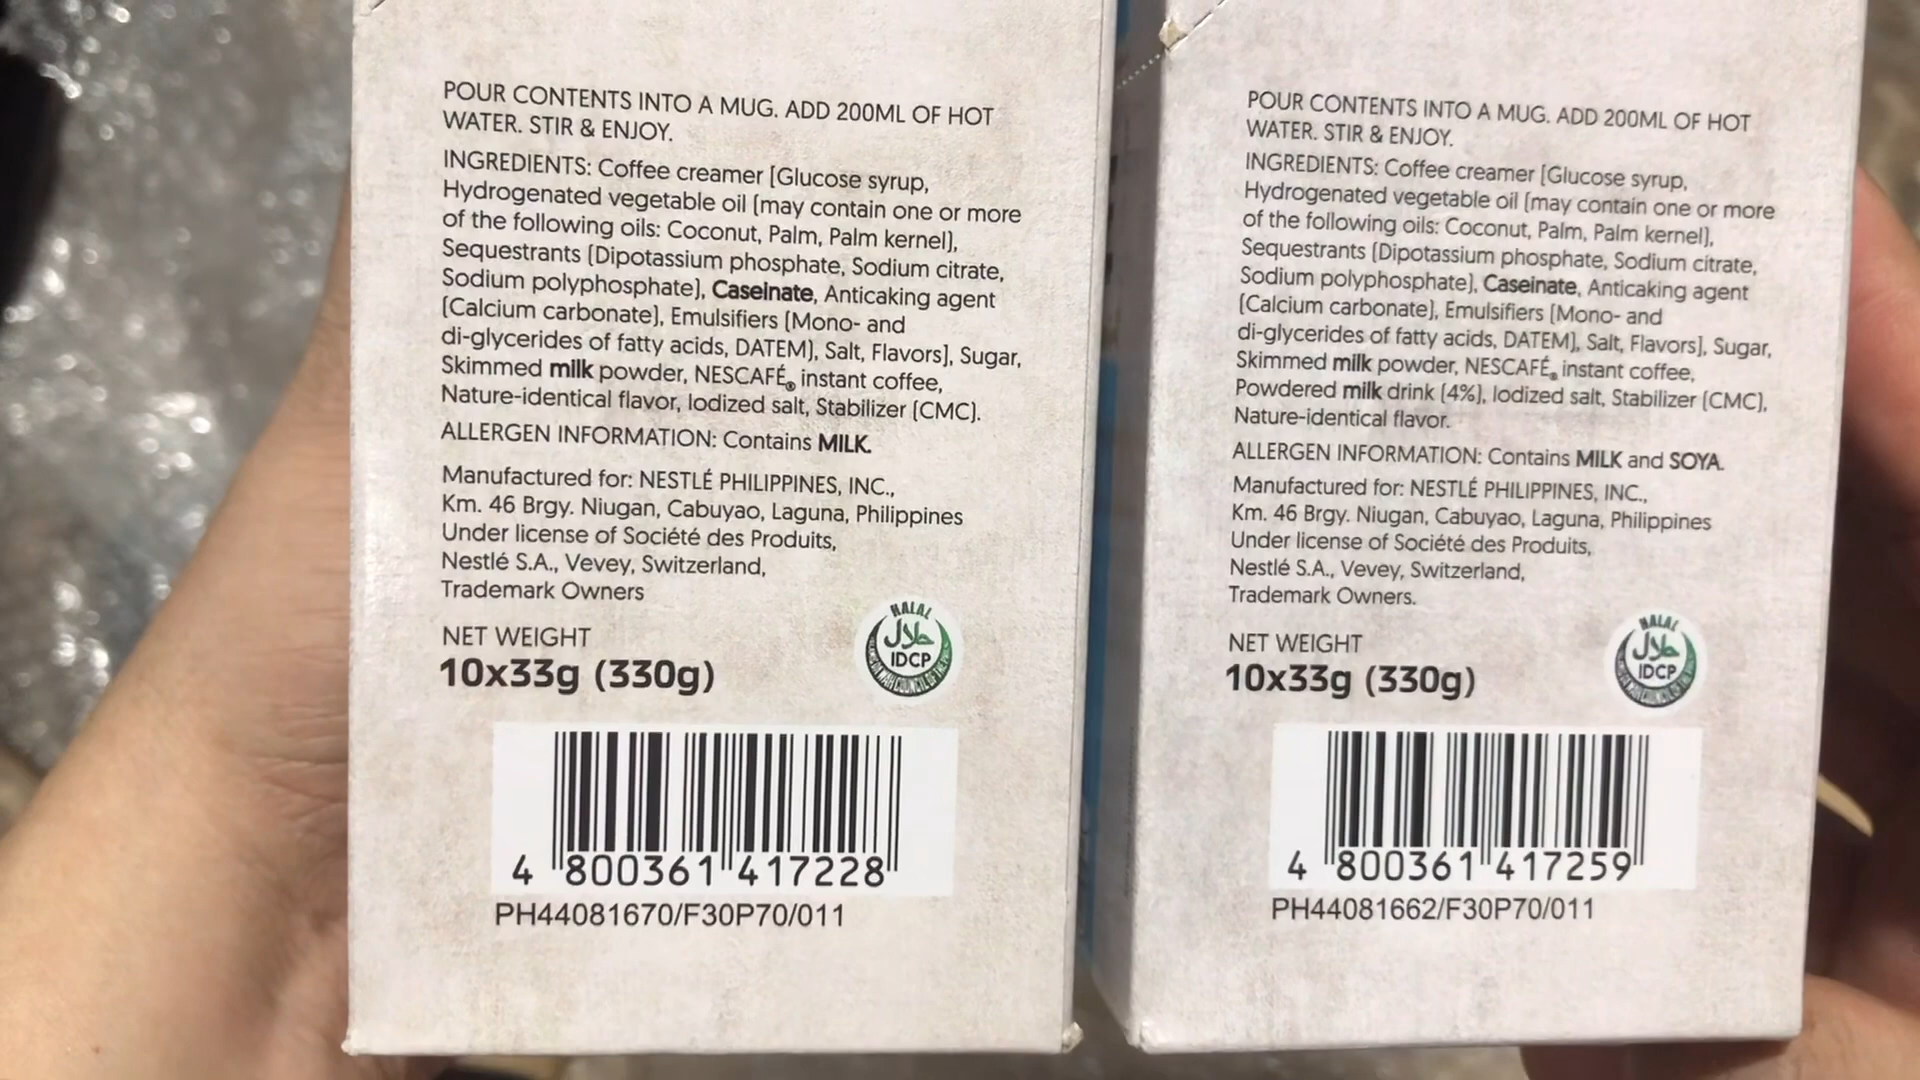 POUR CONTENTS INTO A MUG. ADD 200ML OF HOT
WATER. STIR & ENJOY.
INGREDIENTS: Coffee creamer [Glucose syrup,
Hydrogenated vegetable oil (may contain one or more
of the following oils: Coconut, Palm, Palm kernel),
Sequestrants (Dipotassium phosphate, Sodium citrate,
Sodium polyphosphate), Caseinate, Anticaking agent
(Calcium carbonate), Emulsifiers (Mono- and
di-glycerides of fatty acids, DATEM), Salt, Flavors], Sugar,
Skimmed milk powder, NESCAFÉ® instant coffee,
Nature-identical flavor, Iodized salt, Stabilizer (CMC).
ALLERGEN INFORMATION: Contains MILK.
Manufactured for: NESTLÉ PHILIPPINES, INC.,
Km. 46 Brgy. Niugan, Cabuyao, Laguna, Philippines
Under license of Société des Produits,
Nestlé S.A., Vevey, Switzerland,
Trademark Owners
NET WEIGHT
10x33g (330g)
HALAL
حلال
IDCP
4 800361 417228
PH44081670/F30P70/011
POUR CONTENTS INTO A MUG. ADD 200ML OF HOT
WATER. STIR & ENJOY.
INGREDIENTS: Coffee creamer [Glucose syrup,
Hydrogenated vegetable oil (may contain one or more
of the following oils: Coconut, Palm, Palm kernel),
Sequestrants (Dipotassium phosphate, Sodium citrate,
Sodium polyphosphate), Caseinate, Anticaking agent
(Calcium carbonate), Emulsifiers (Mono- and
di-glycerides of fatty acids, DATEM), Salt, Flavors], Sugar,
Skimmed milk powder, NESCAFÉ® instant coffee,
Powdered milk drink (4%), Iodized salt, Stabilizer (CMC),
Nature-identical flavor.
ALLERGEN INFORMATION: Contains MILK and SOYA.
Manufactured for: NESTLÉ PHILIPPINES, INC.,
Km. 46 Brgy. Niugan, Cabuyao, Laguna, Philippines
Under license of Société des Produits,
Nestlé S.A., Vevey, Switzerland,
Trademark Owners.
NET WEIGHT
10x33g (330g)
HALAL
حلال
IDCP
4 800361 417259
PH44081662/F30P70/011